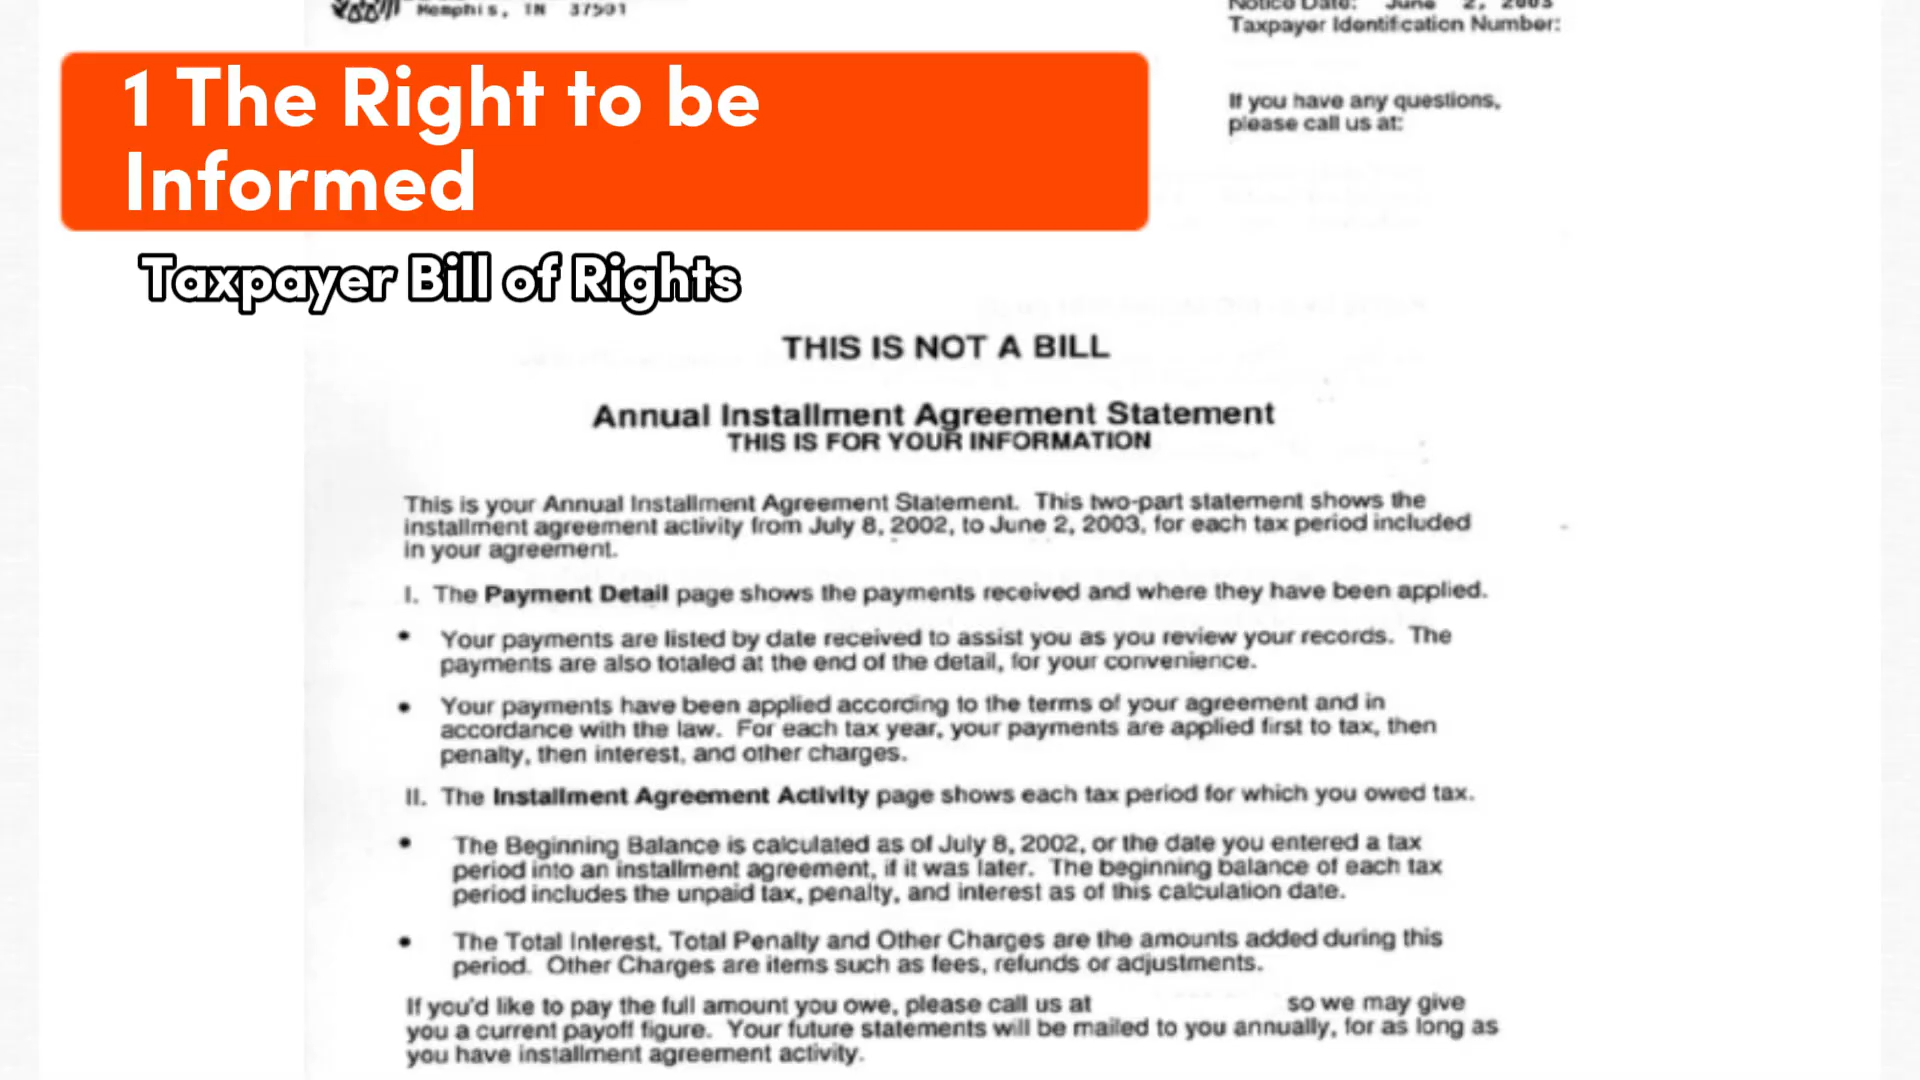 Memphis, TN 37501
Notice Date: June 2, 2003
Taxpayer Identification Number:
If you have any questions,
please call us at:
1 The Right to be
Informed
Taxpayer Bill of Rights
THIS IS NOT A BILL
Annual Installment Agreement Statement
THIS IS FOR YOUR INFORMATION
This is your Annual Installment Agreement Statement. This two-part statement shows the
installment agreement activity from July 8, 2002, to June 2, 2003, for each tax period included
in your agreement.
I. The Payment Detail page shows the payments received and where they have been applied.
• Your payments are listed by date received to assist you as you review your records. The
payments are also totaled at the end of the detail, for your convenience.
• Your payments have been applied according to the terms of your agreement and in
accordance with the law. For each tax year, your payments are applied first to tax, then
penalty, then interest, and other charges.
II. The Installment Agreement Activity page shows each tax period for which you owed tax.
• The Beginning Balance is calculated as of July 8, 2002, or the date you entered a tax
period into an installment agreement, if it was later. The beginning balance of each tax
period includes the unpaid tax, penalty, and interest as of this calculation date.
• The Total Interest, Total Penalty and Other Charges are the amounts added during this
period. Other Charges are items such as fees, refunds or adjustments.
If you'd like to pay the full amount you owe, please call us at so we may give
you a current payoff figure. Your future statements will be mailed to you annually, for as long as
you have installment agreement activity.